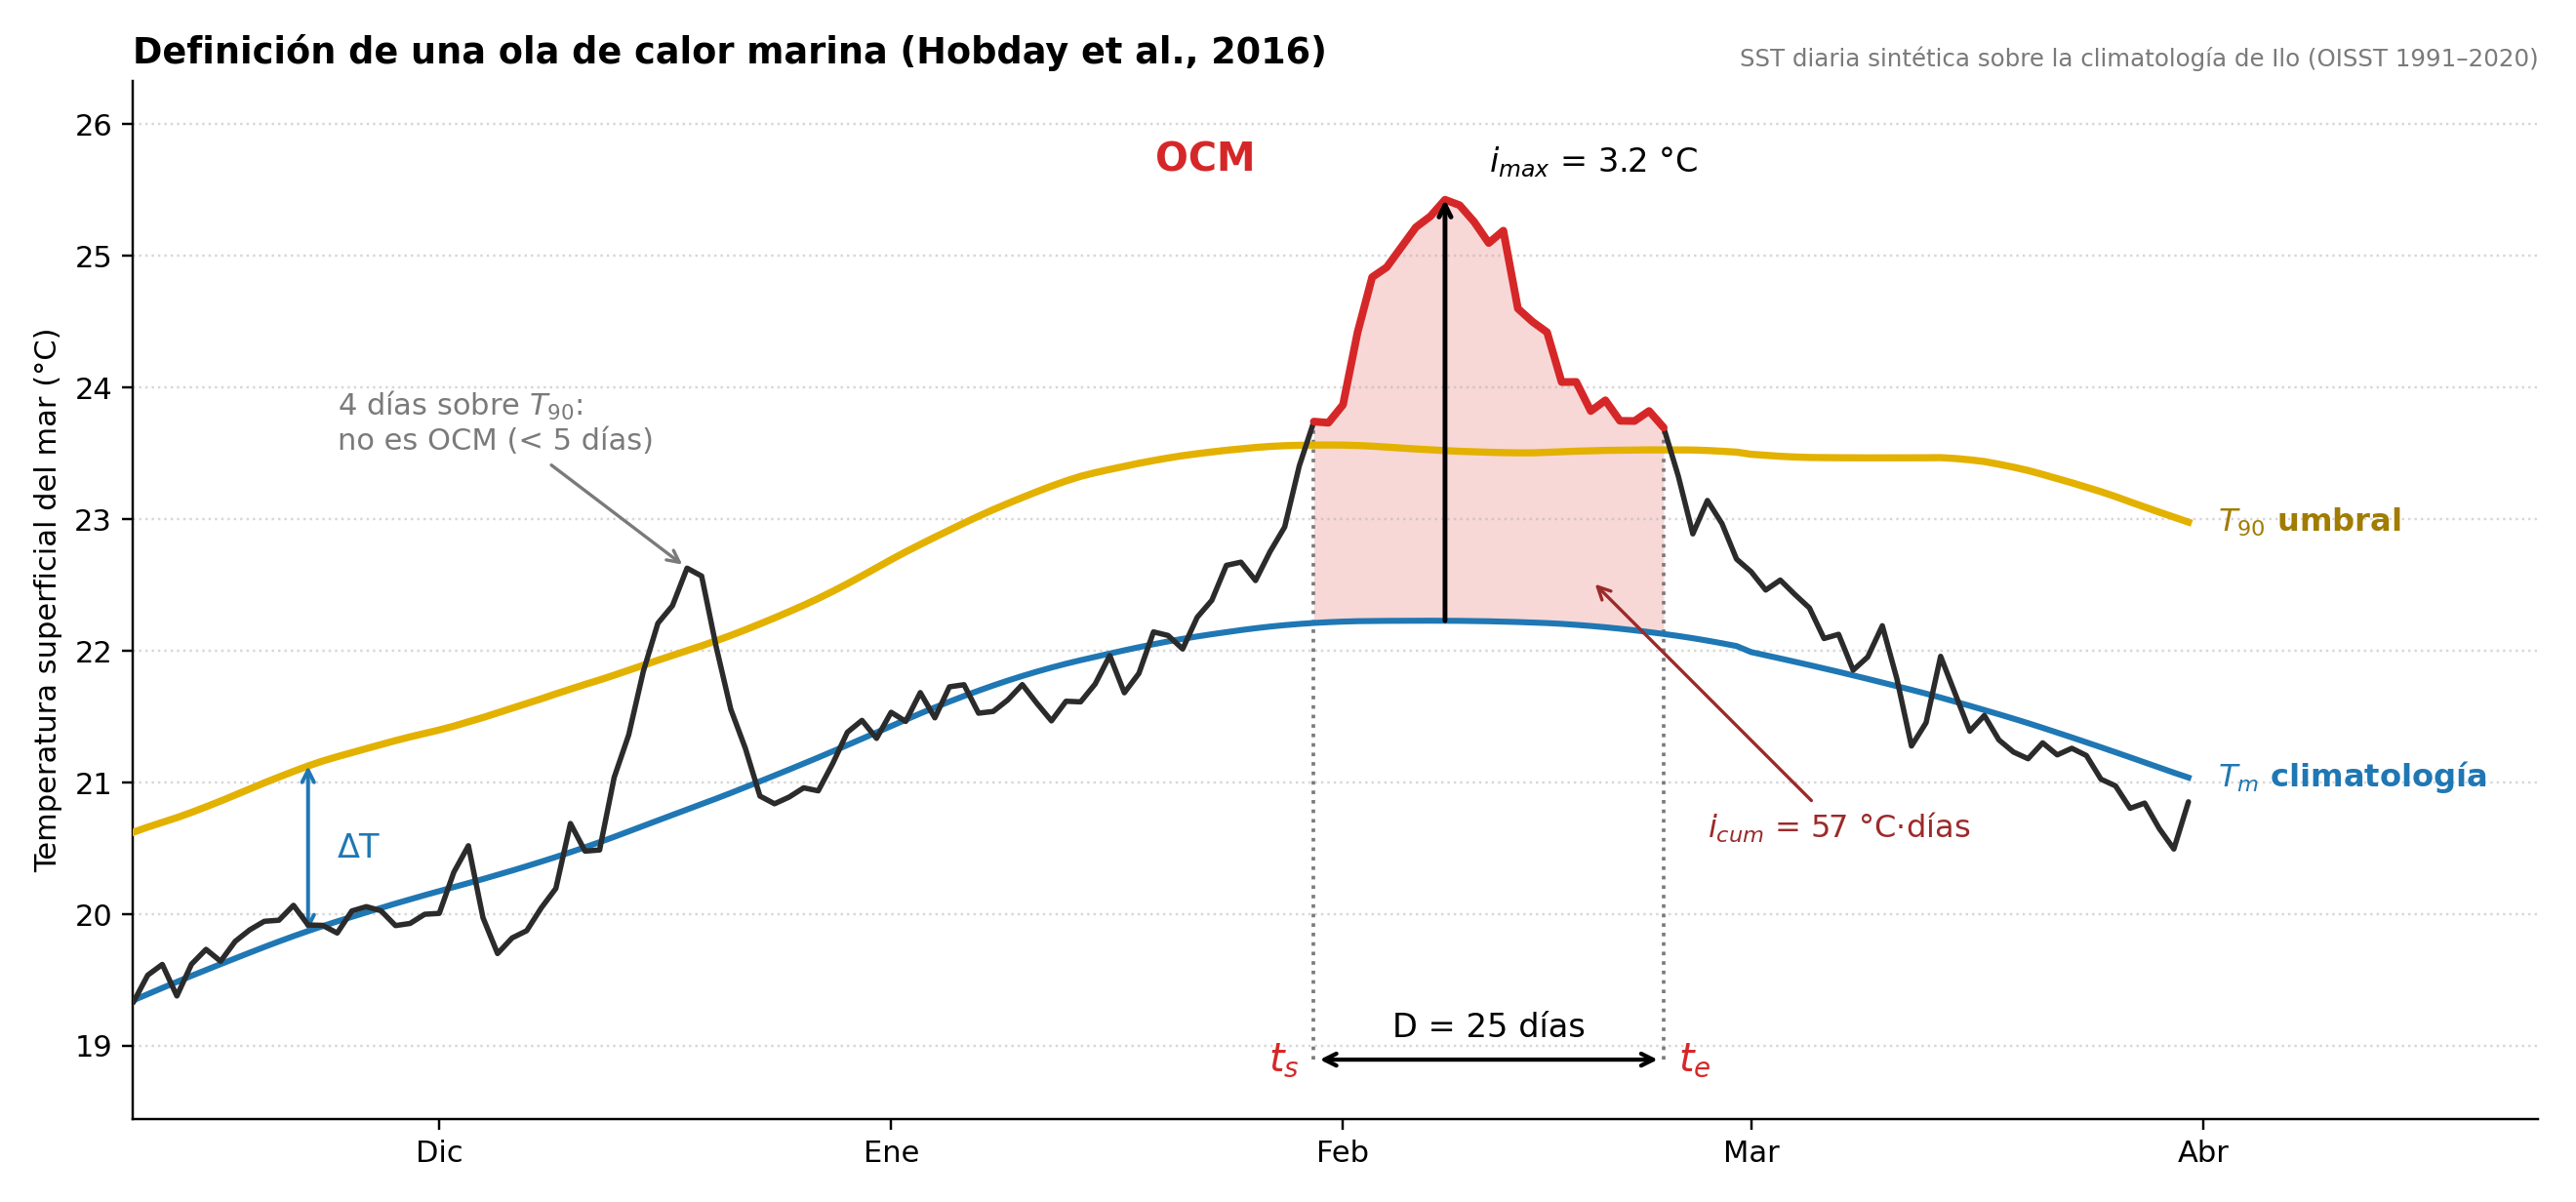 Definición de una ola de calor marina (Hobday et al., 2016)
SST diaria sintética sobre la climatología de Ilo (OISST 1991–2020)
Temperatura superficial del mar (°C)
26
25
24
23
22
21
20
19
OCM
i_max = 3.2 °C
4 días sobre T_90:
no es OCM (< 5 días)
T_90 umbral
ΔT
T_m climatología
i_cum = 57 °C·días
D = 25 días
t_s
t_e
Dic
Ene
Feb
Mar
Abr